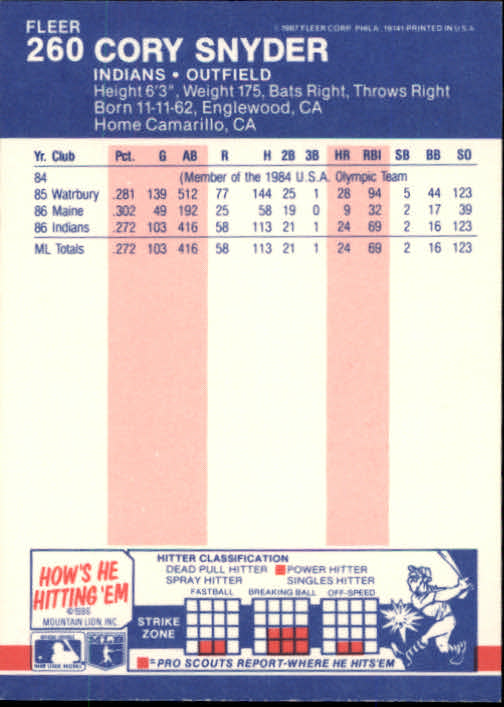 FLEER
260 CORY SNYDER
© 1987 FLEER CORP. PHILA. 19141-PRINTED IN U.S.A.
INDIANS • OUTFIELD
Height 6'3", Weight 175, Bats Right, Throws Right
Born 11-11-62, Englewood, CA
Home Camarillo, CA
Yr. Club Pct. G AB R H 2B 3B HR RBI SB BB SO
84 (Member of the 1984 U.S.A. Olympic Team
85 Watrbury .281 139 512 77 144 25 1 28 94 5 44 123
86 Maine .302 49 192 25 58 19 0 9 32 2 17 39
86 Indians .272 103 416 58 113 21 1 24 69 2 16 123
ML Totals .272 103 416 58 113 21 1 24 69 2 16 123
HOW'S HE
HITTING 'EM
©1986
MOUNTAIN LION, INC.
HITTER CLASSIFICATION
DEAD PULL HITTER POWER HITTER
SPRAY HITTER SINGLES HITTER
FASTBALL BREAKING BALL OFF-SPEED
STRIKE
ZONE
=PRO SCOUTS REPORT-WHERE HE HITS 'EM